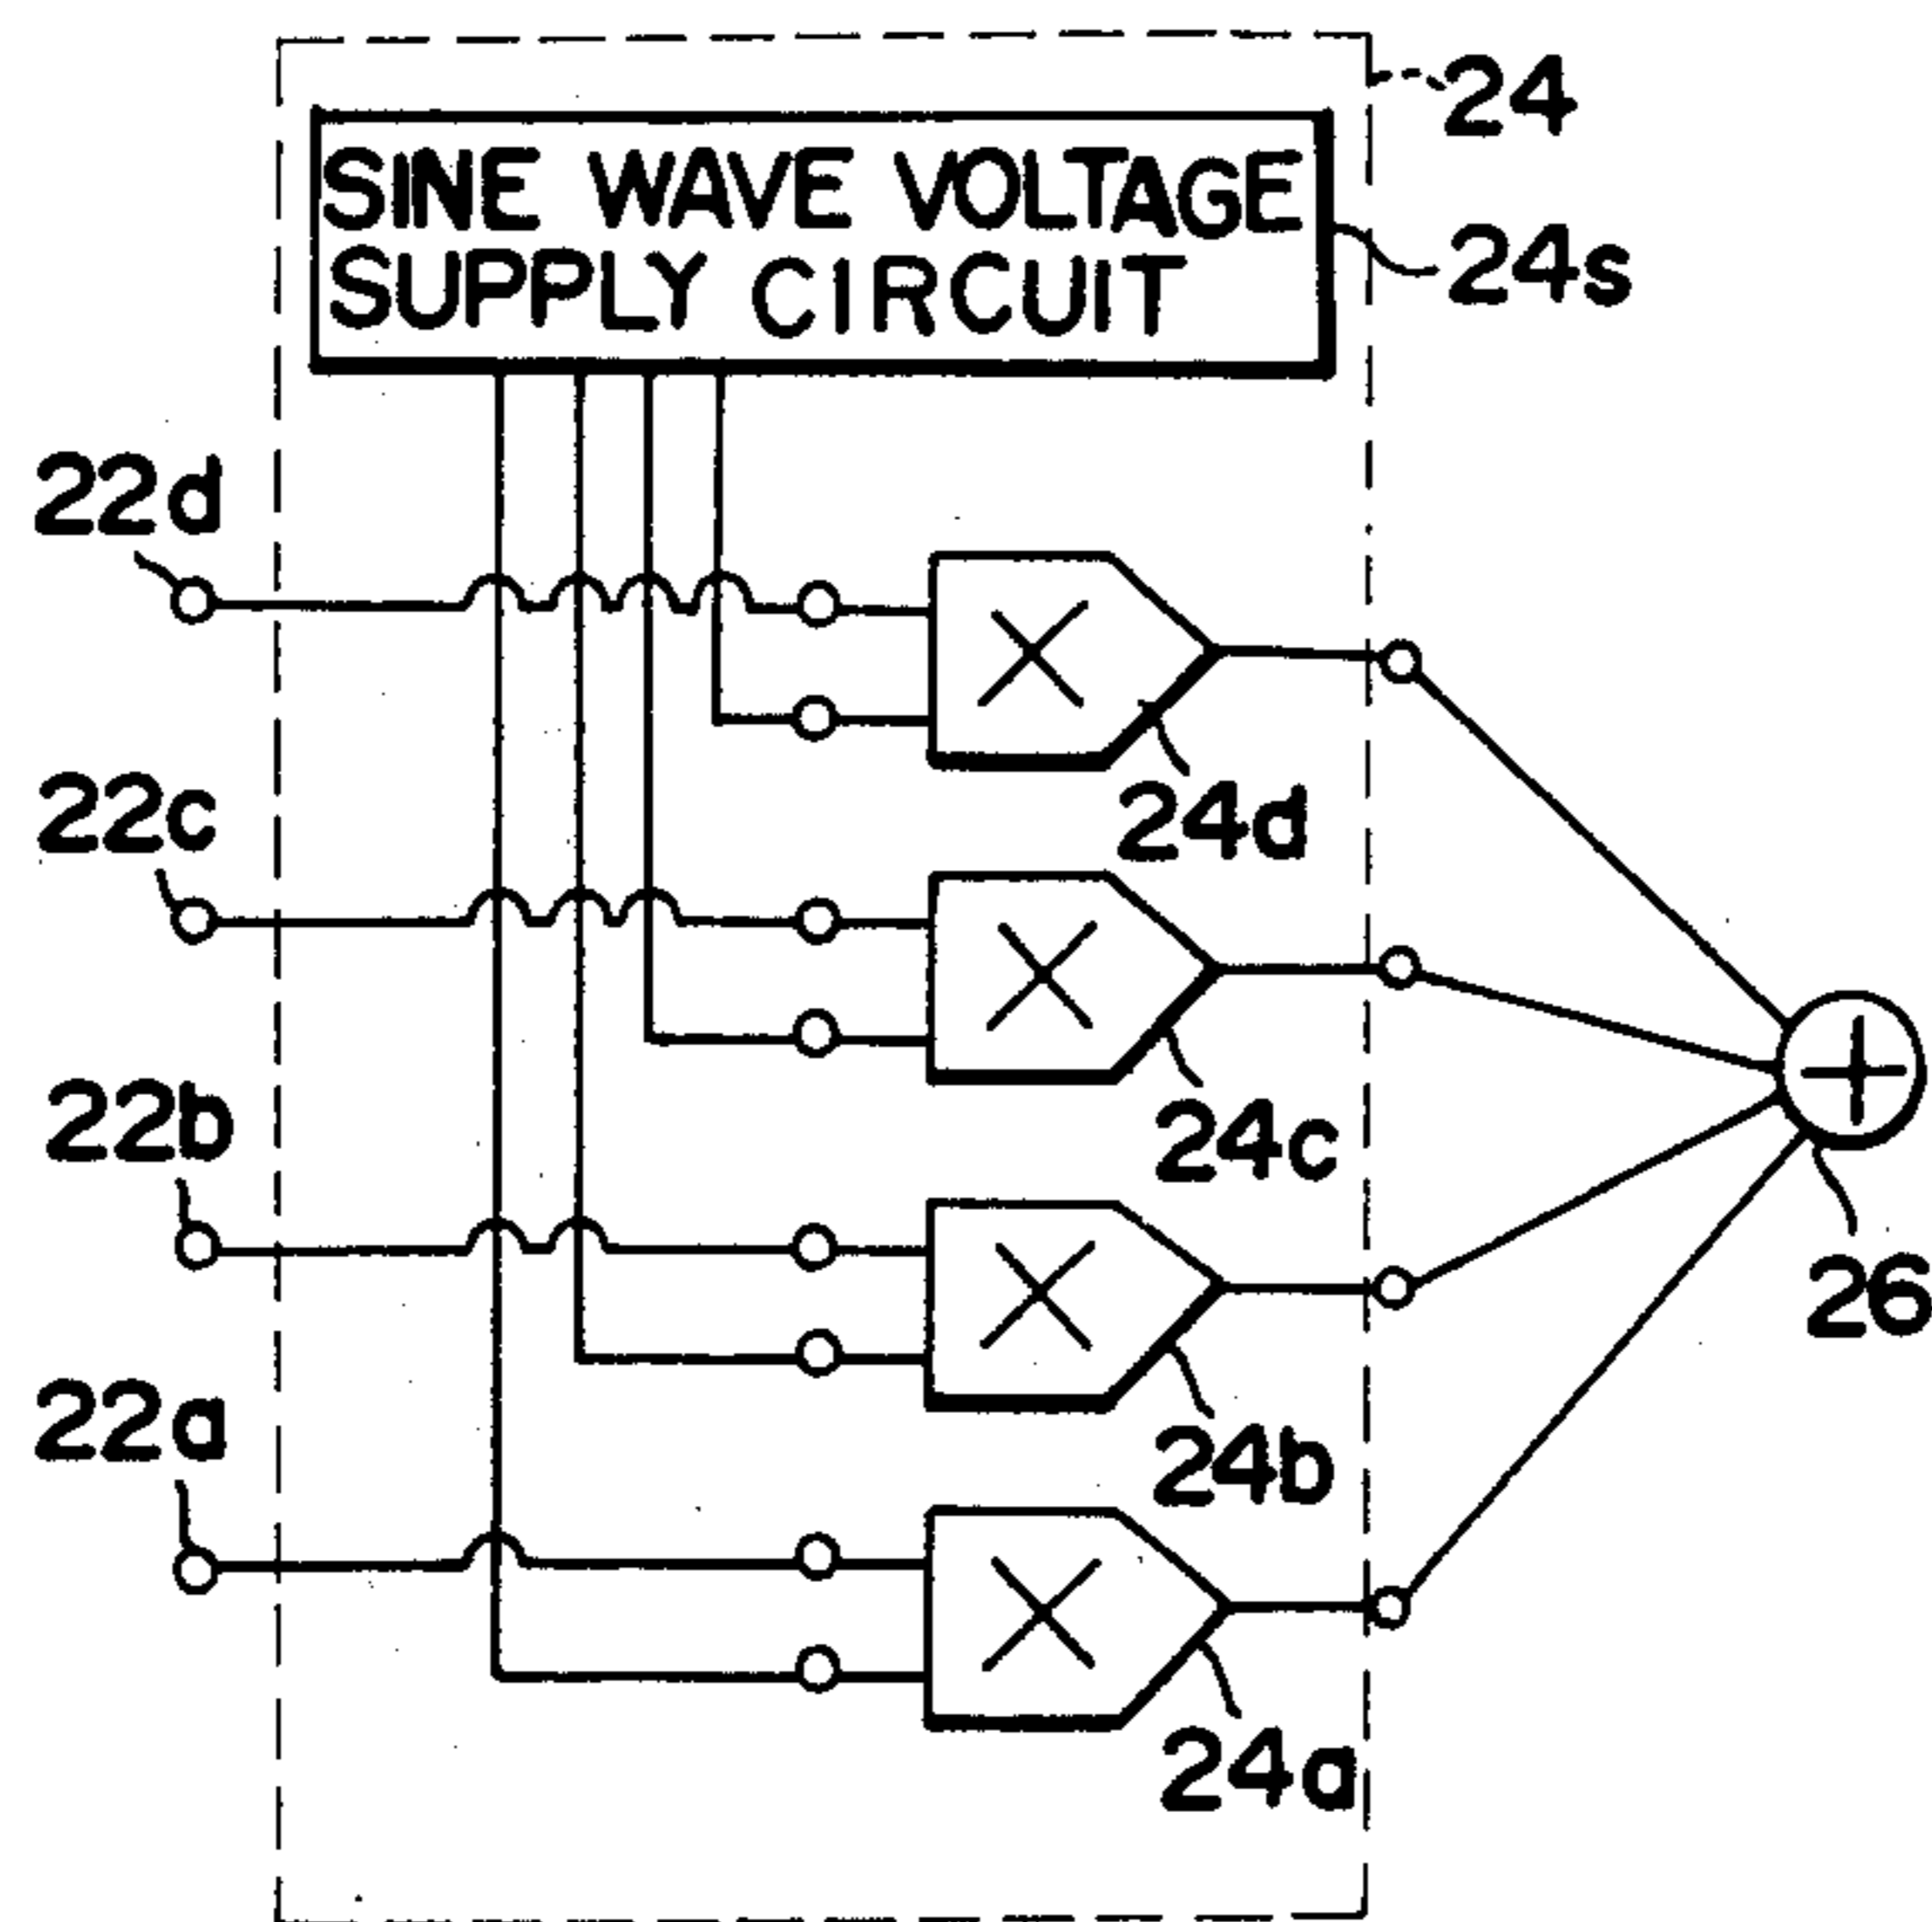 24
SINE WAVE VOLTAGE
SUPPLY CIRCUIT
24s
22d
24d
22c
24c
22b
26
24b
22a
24a